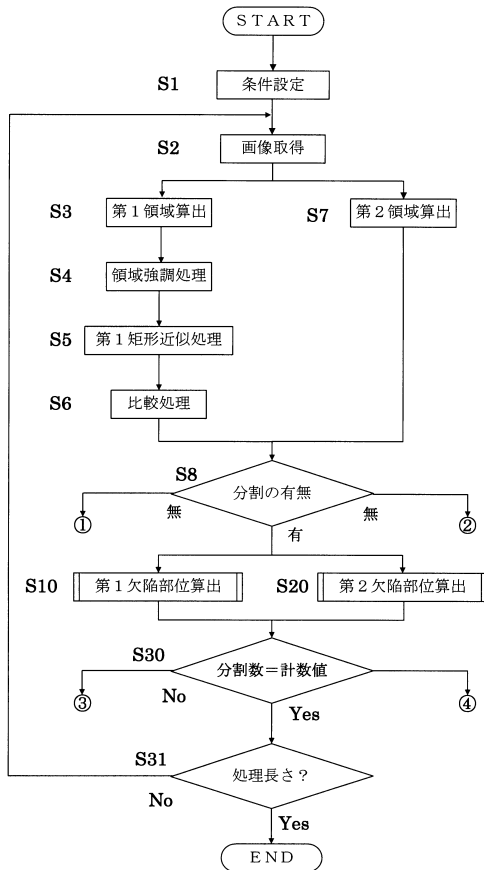 ＳＴＡＲＴ
S1
条件設定
S2
画像取得
S3
第１領域算出
S7
第２領域算出
S4
領域強調処理
S5
第１矩形近似処理
S6
比較処理
S8
分割の有無
①
無
無
②
有
S10
第１欠陥部位算出
S20
第２欠陥部位算出
S30
分割数＝計数値
③
No
④
Yes
S31
処理長さ？
No
Yes
ＥＮＤ